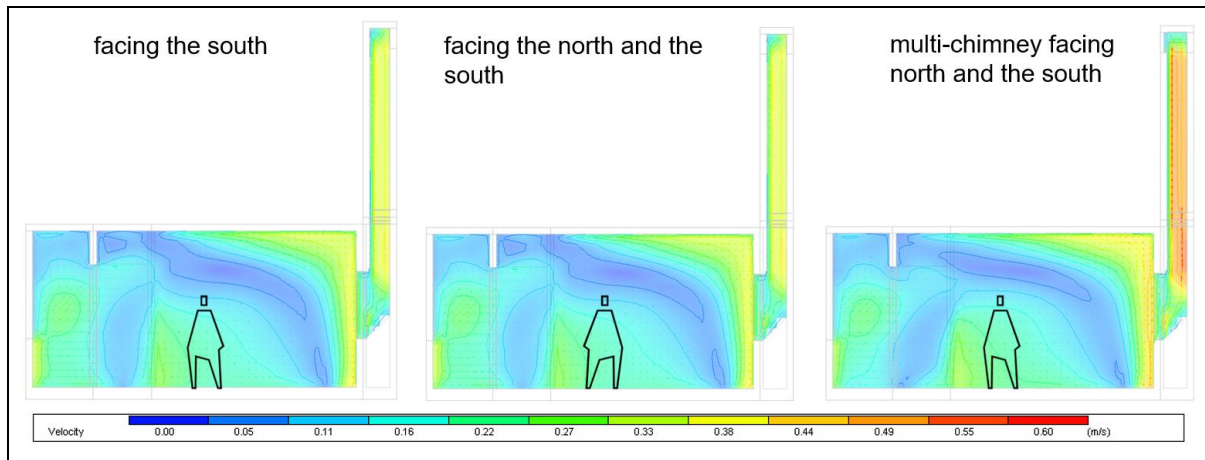 facing the south
facing the north and the
south
multi-chimney facing
north and the south
Velocity 0.00 0.05 0.11 0.16 0.22 0.27 0.33 0.38 0.44 0.49 0.55 0.60 (m/s)